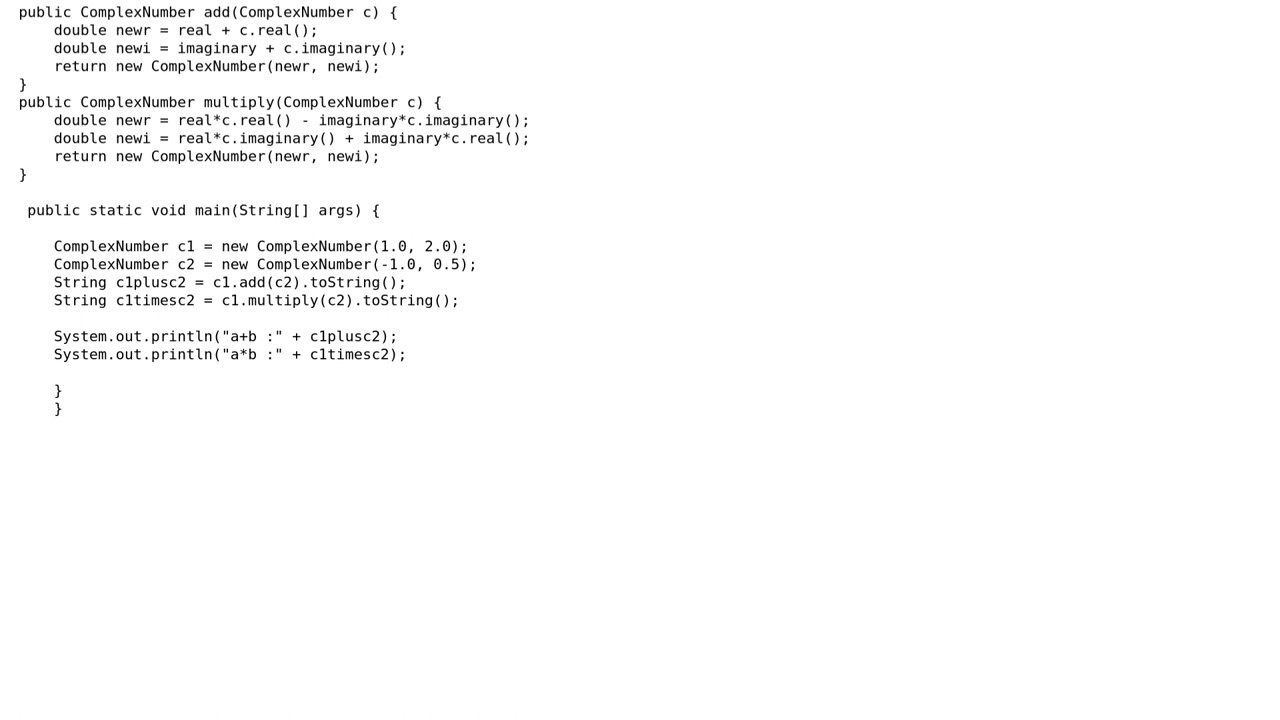 public ComplexNumber add(ComplexNumber c) {
    double newr = real + c.real();
    double newi = imaginary + c.imaginary();
    return new ComplexNumber(newr, newi);
}
public ComplexNumber multiply(ComplexNumber c) {
    double newr = real*c.real() - imaginary*c.imaginary();
    double newi = real*c.imaginary() + imaginary*c.real();
    return new ComplexNumber(newr, newi);
}

 public static void main(String[] args) {

    ComplexNumber c1 = new ComplexNumber(1.0, 2.0);
    ComplexNumber c2 = new ComplexNumber(-1.0, 0.5);
    String c1plusc2 = c1.add(c2).toString();
    String c1timesc2 = c1.multiply(c2).toString();

    System.out.println("a+b :" + c1plusc2);
    System.out.println("a*b :" + c1timesc2);

    }
    }